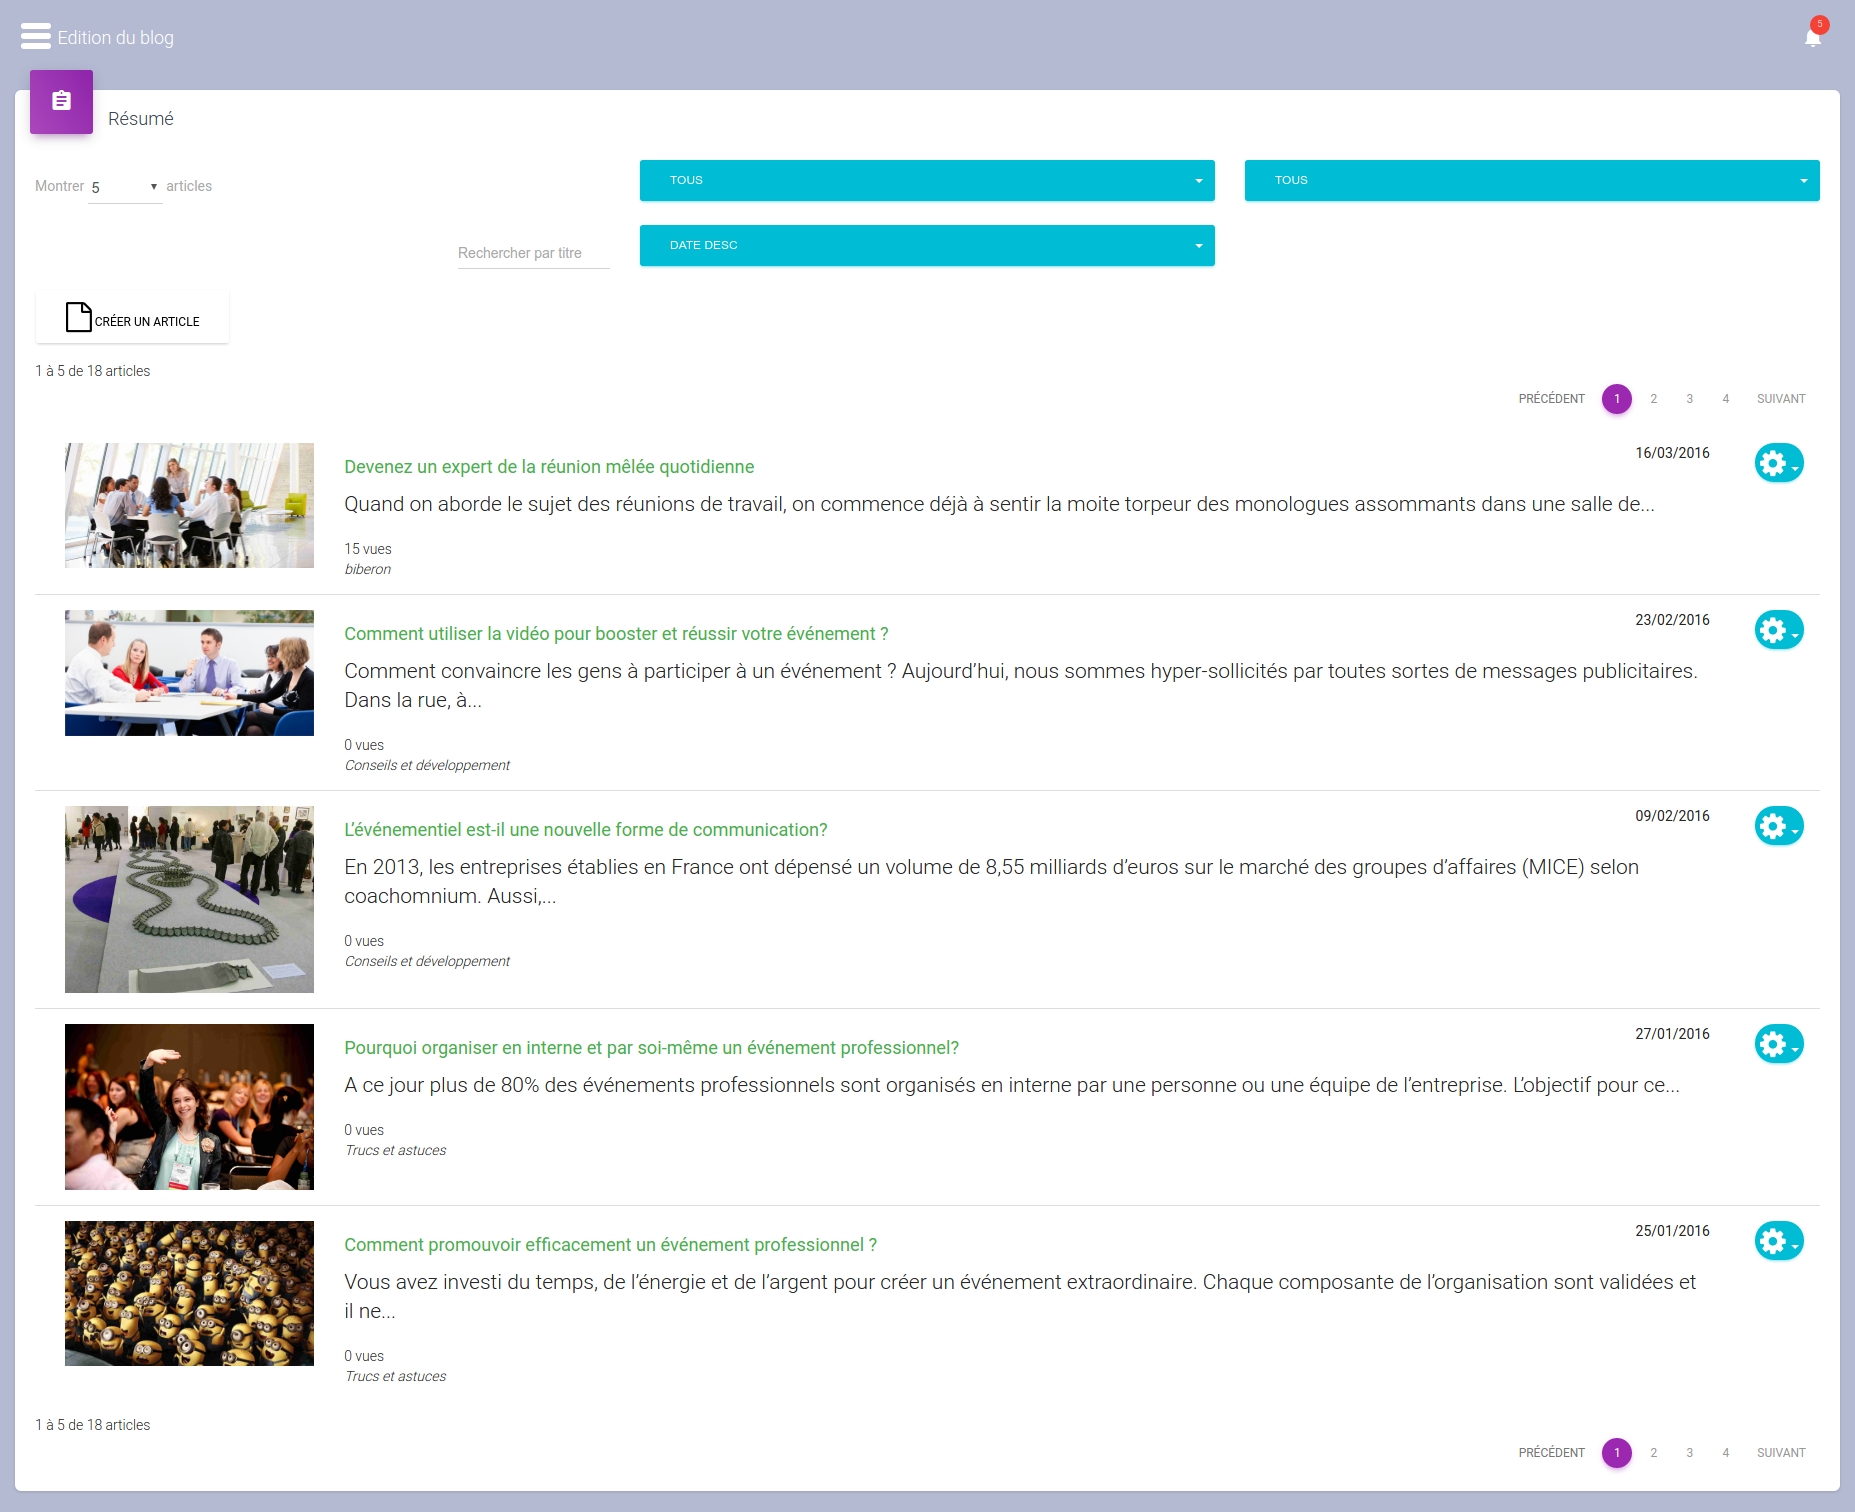 Edition du blog
5
Résumé
Montrer 5 articles
TOUS
TOUS
Rechercher par titre
DATE DESC
CRÉER UN ARTICLE
1 à 5 de 18 articles
PRÉCÉDENT 1 2 3 4 SUIVANT
Devenez un expert de la réunion mêlée quotidienne
16/03/2016
Quand on aborde le sujet des réunions de travail, on commence déjà à sentir la moite torpeur des monologues assommants dans une salle de...
15 vues
biberon
Comment utiliser la vidéo pour booster et réussir votre événement ?
23/02/2016
Comment convaincre les gens à participer à un événement ? Aujourd’hui, nous sommes hyper-sollicités par toutes sortes de messages publicitaires.
Dans la rue, à...
0 vues
Conseils et développement
L’événementiel est-il une nouvelle forme de communication?
09/02/2016
En 2013, les entreprises établies en France ont dépensé un volume de 8,55 milliards d’euros sur le marché des groupes d’affaires (MICE) selon
coachomnium. Aussi,...
0 vues
Conseils et développement
Pourquoi organiser en interne et par soi-même un événement professionnel?
27/01/2016
A ce jour plus de 80% des événements professionnels sont organisés en interne par une personne ou une équipe de l’entreprise. L’objectif pour ce...
0 vues
Trucs et astuces
Comment promouvoir efficacement un événement professionnel ?
25/01/2016
Vous avez investi du temps, de l’énergie et de l’argent pour créer un événement extraordinaire. Chaque composante de l’organisation sont validées et
il ne...
0 vues
Trucs et astuces
1 à 5 de 18 articles
PRÉCÉDENT 1 2 3 4 SUIVANT